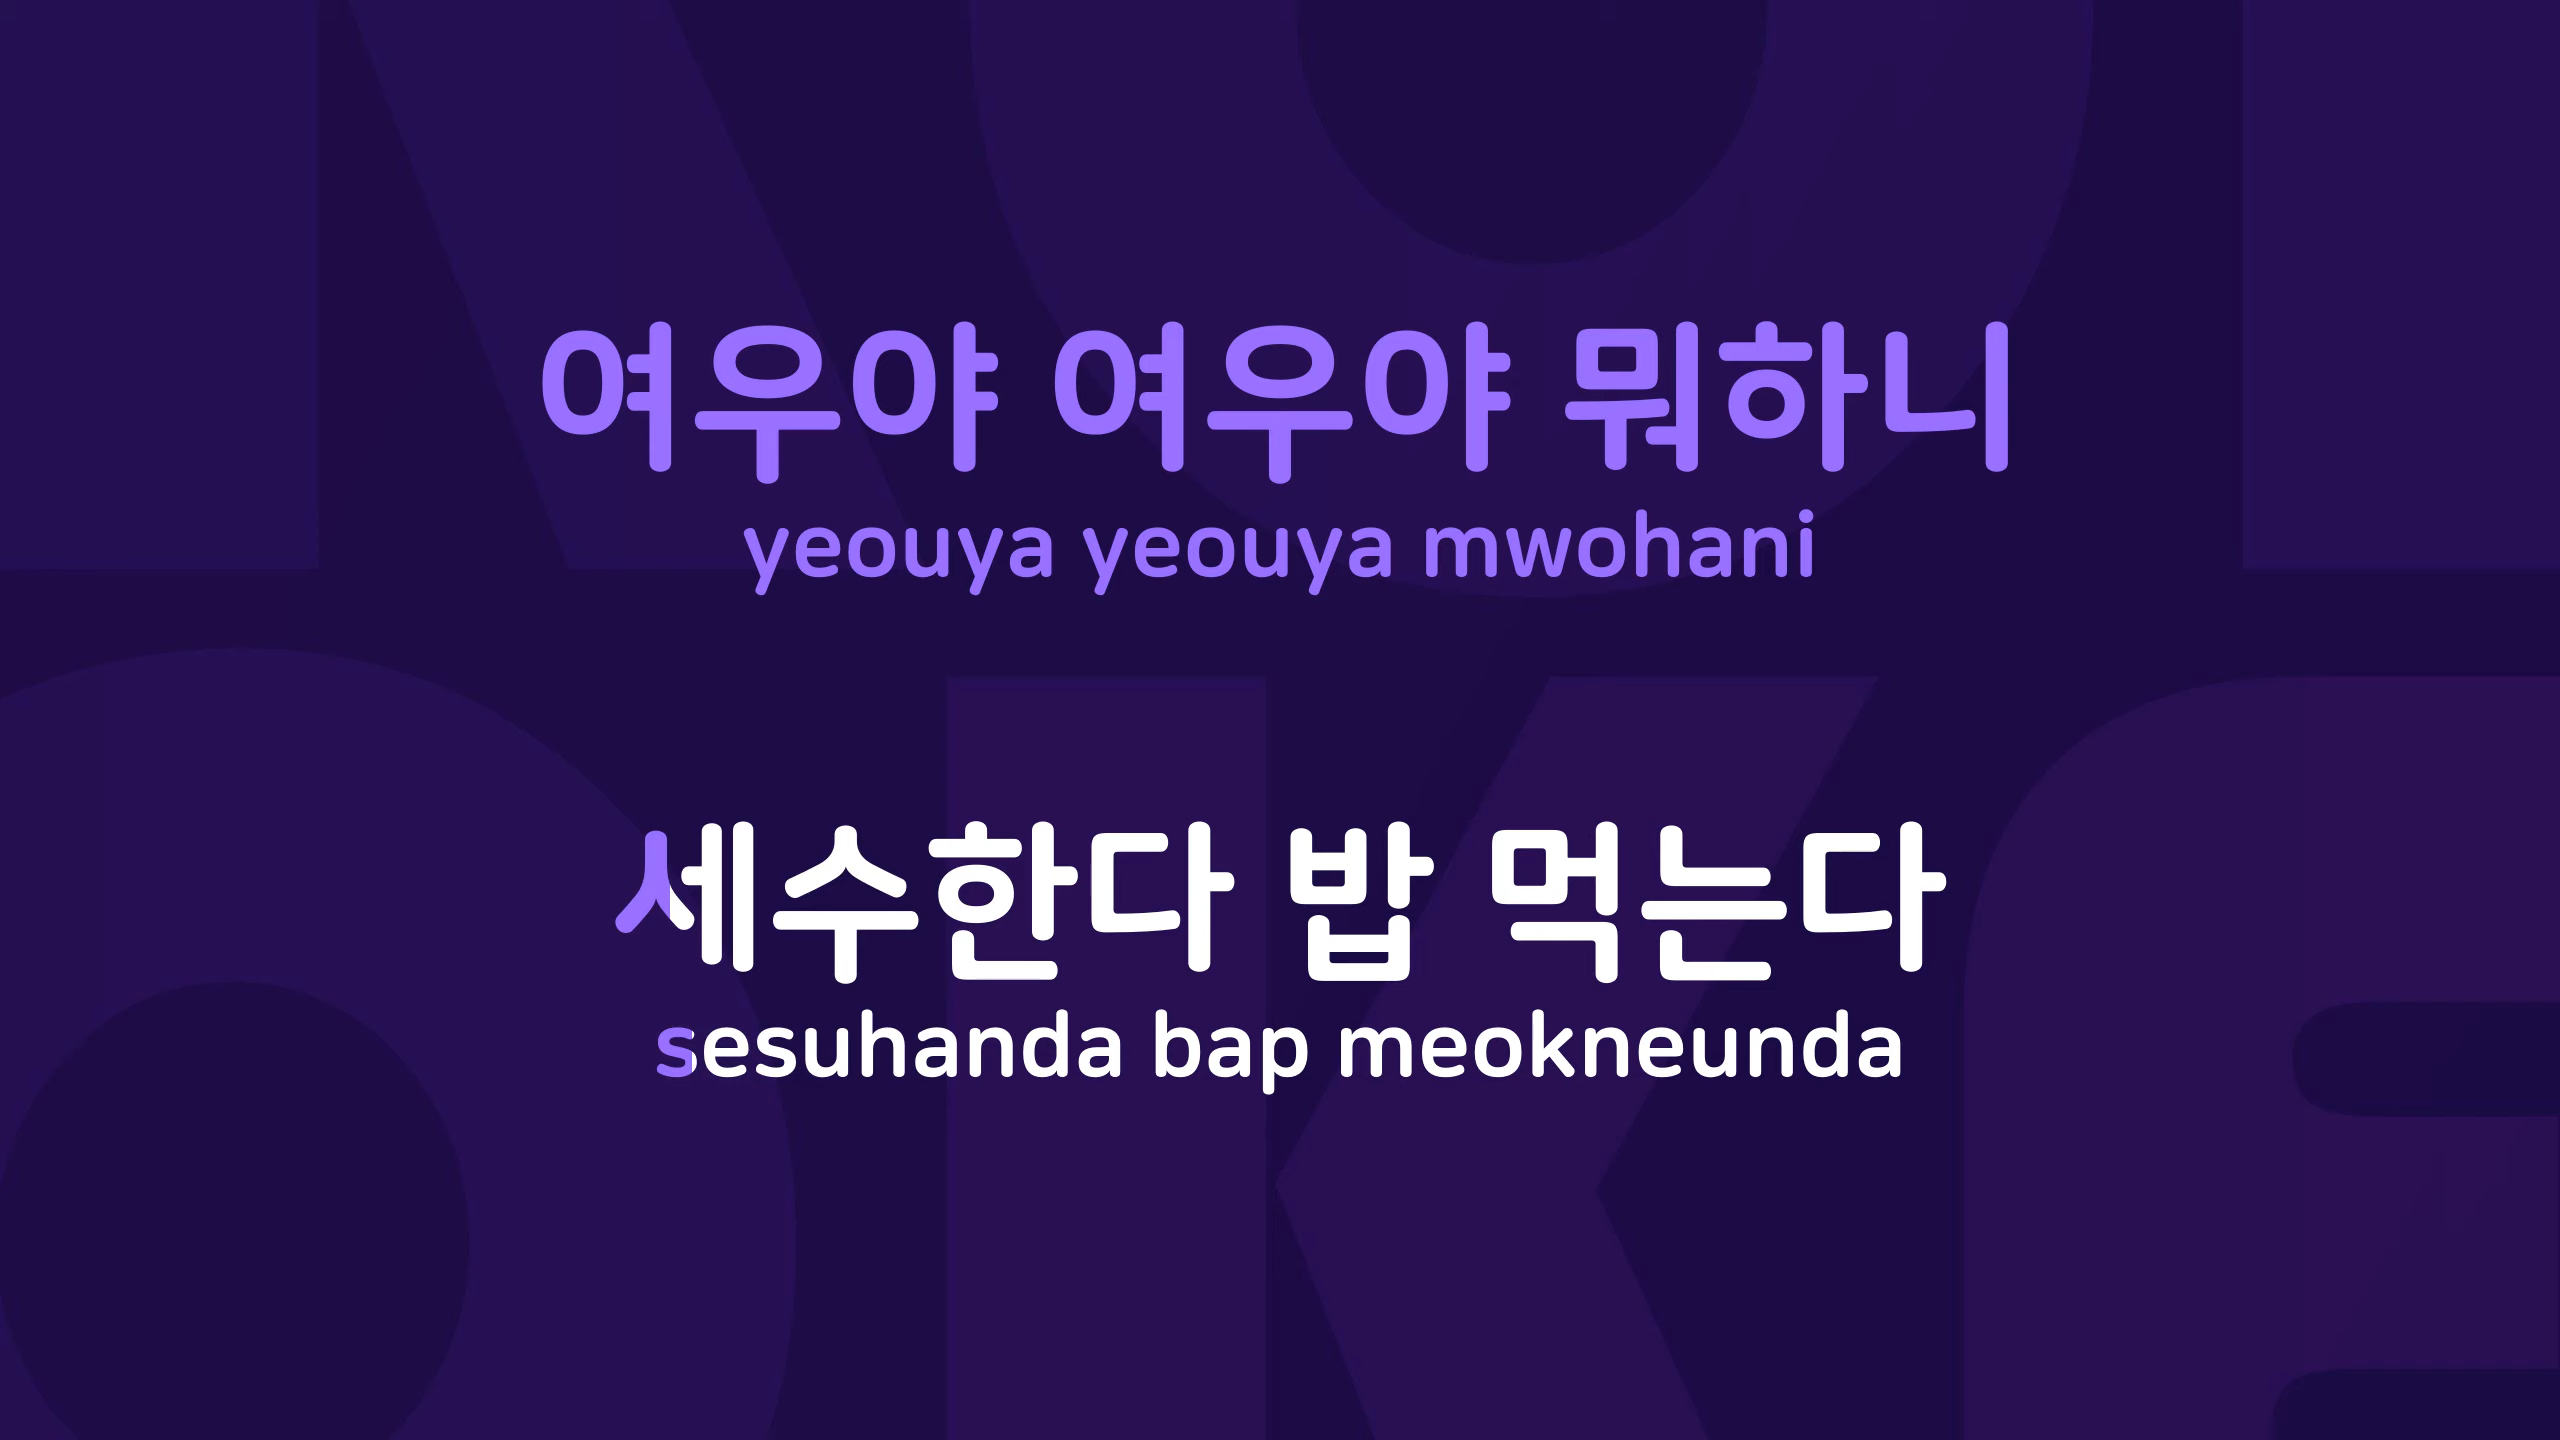 여우야 여우야 뭐하니
yeouya yeouya mwohani
세수한다 밥 먹는다
sesuhanda bap meokneunda